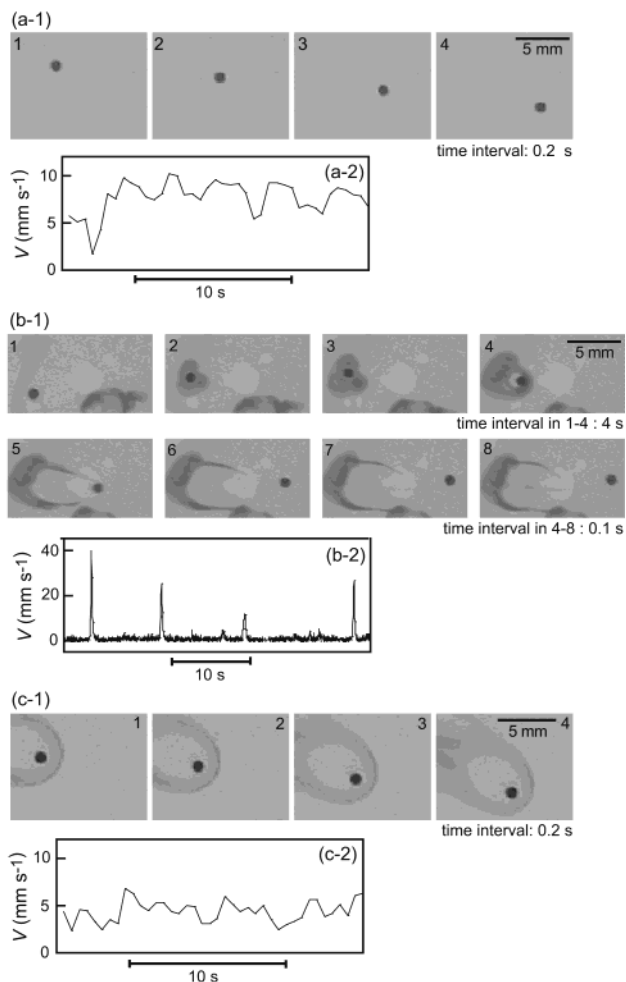 (a-1)
1 2 3 4
5 mm
time interval: 0.2 s
(a-2)
10
5
0
V (mm s-1)
10 s
(b-1)
1 2 3 4
5 mm
time interval in 1-4 : 4 s
5 6 7 8
time interval in 4-8 : 0.1 s
(b-2)
40
20
0
V (mm s-1)
10 s
(c-1)
1 2 3 4
5 mm
time interval: 0.2 s
(c-2)
10
5
0
V (mm s-1)
10 s